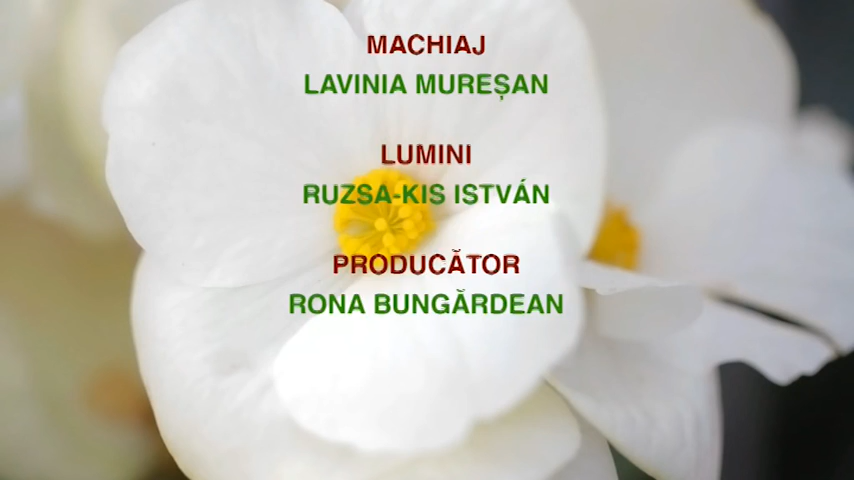 MACHIAJ
LAVINIA MUREȘAN
LUMINI
RUZSA-KIS ISTVÁN
PRODUCĂTOR
RONA BUNGĂRDEAN